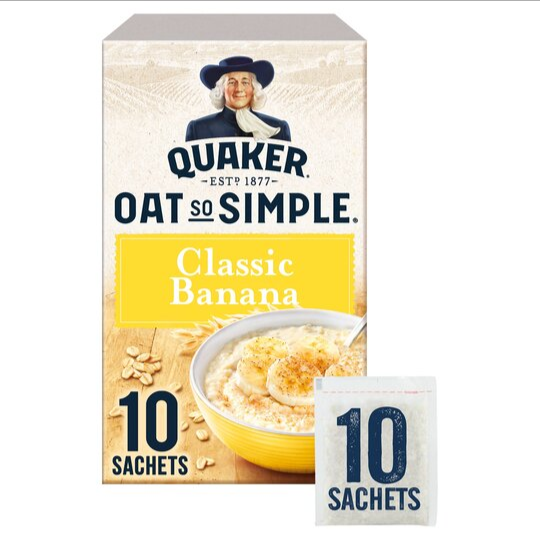 QUAKER®
-ESTD 1877-
OAT SO SIMPLE®
Classic
Banana
10
SACHETS
10
SACHETS